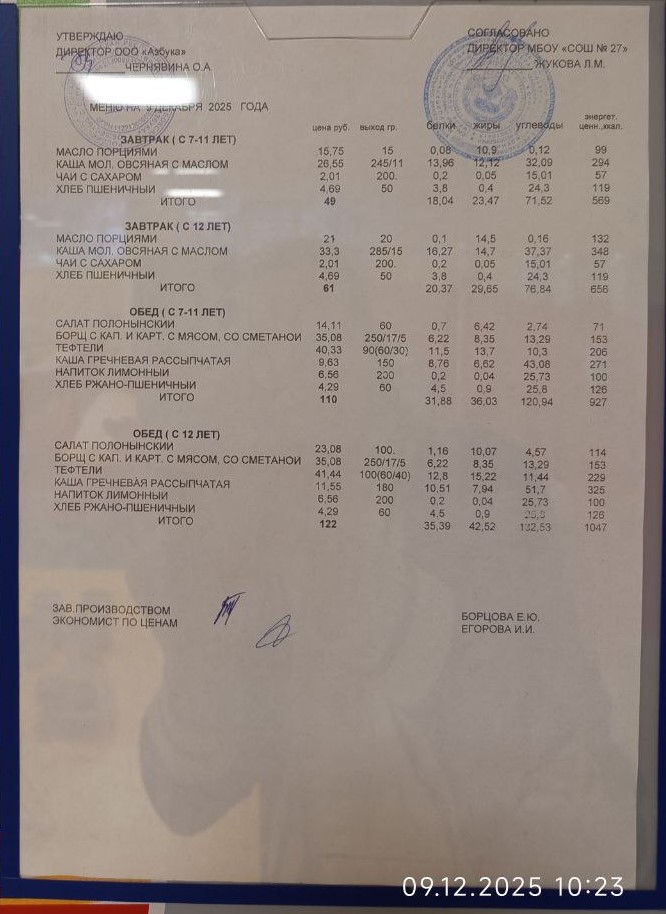 УТВЕРЖДАЮ
ДИРЕКТОР ООО «Азбука»
ЧЕРНЯВИНА О.А.
СОГЛАСОВАНО
ДИРЕКТОР МБОУ «СОШ № 27»
ЖУКОВА Л.М.
МЕНЮ НА 9 ДЕКАБРЯ 2025 ГОДА
цена руб. выход гр. белки жиры углеводы энергет. ценн.,ккал.
ЗАВТРАК ( С 7-11 ЛЕТ)
МАСЛО ПОРЦИЯМИ 15,75 15 0,08 10,9 0,12 99
КАША МОЛ. ОВСЯНАЯ С МАСЛОМ 26,55 245/11 13,96 12,12 32,09 294
ЧАЙ С САХАРОМ 2,01 200. 0,2 0,05 15,01 57
ХЛЕБ ПШЕНИЧНЫЙ 4,69 50 3,8 0,4 24,3 119
ИТОГО 49 18,04 23,47 71,52 569
ЗАВТРАК ( С 12 ЛЕТ)
МАСЛО ПОРЦИЯМИ 21 20 0,1 14,5 0,16 132
КАША МОЛ. ОВСЯНАЯ С МАСЛОМ 33,3 285/15 16,27 14,7 37,37 348
ЧАЙ С САХАРОМ 2,01 200. 0,2 0,05 15,01 57
ХЛЕБ ПШЕНИЧНЫЙ 4,69 50 3,8 0,4 24,3 119
ИТОГО 61 20,37 29,65 76,84 656
ОБЕД ( С 7-11 ЛЕТ)
САЛАТ ПОЛОНЫНСКИЙ 14,11 60 0,7 6,42 2,74 71
БОРЩ С КАП. И КАРТ. С МЯСОМ, СО СМЕТАНОЙ 35,08 250/17/5 6,22 8,35 13,29 153
ТЕФТЕЛИ 40,33 90(60/30) 11,5 13,7 10,3 206
КАША ГРЕЧНЕВАЯ РАССЫПЧАТАЯ 9,63 150 8,76 6,62 43,08 271
НАПИТОК ЛИМОННЫЙ 6,56 200 0,2 0,04 25,73 100
ХЛЕБ РЖАНО-ПШЕНИЧНЫЙ 4,29 60 4,5 0,9 25,8 126
ИТОГО 110 31,88 36,03 120,94 927
ОБЕД ( С 12 ЛЕТ)
САЛАТ ПОЛОНЫНСКИЙ 23,08 100. 1,16 10,07 4,57 114
БОРЩ С КАП. И КАРТ. С МЯСОМ, СО СМЕТАНОЙ 35,08 250/17/5 6,22 8,35 13,29 153
ТЕФТЕЛИ 41,44 100(60/40) 12,8 15,22 11,44 229
КАША ГРЕЧНЕВАЯ РАССЫПЧАТАЯ 11,55 180 10,51 7,94 51,7 325
НАПИТОК ЛИМОННЫЙ 6,56 200 0,2 0,04 25,73 100
ХЛЕБ РЖАНО-ПШЕНИЧНЫЙ 4,29 60 4,5 0,9 25,8 126
ИТОГО 122 35,39 42,52 132,53 1047
ЗАВ.ПРОИЗВОДСТВОМ БОРЦОВА Е.Ю.
ЭКОНОМИСТ ПО ЦЕНАМ ЕГОРОВА И.И.
09.12.2025 10:23